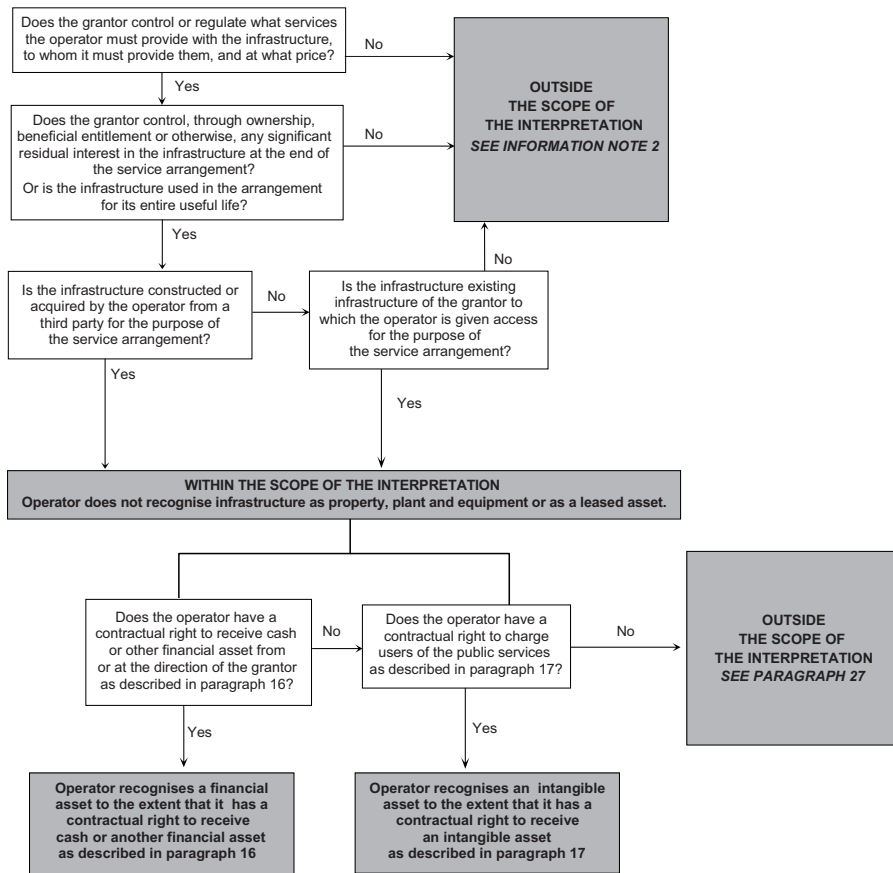 Does the grantor control or regulate what services
the operator must provide with the infrastructure,
to whom it must provide them, and at what price?
No
Yes
OUTSIDE
THE SCOPE OF
THE INTERPRETATION
SEE INFORMATION NOTE 2
Does the grantor control, through ownership,
beneficial entitlement or otherwise, any significant
residual interest in the infrastructure at the end of
the service arrangement?
Or is the infrastructure used in the arrangement
for its entire useful life?
No
Yes
No
Is the infrastructure constructed or
acquired by the operator from a
third party for the purpose of
the service arrangement?
No
Is the infrastructure existing
infrastructure of the grantor to
which the operator is given access
for the purpose of
the service arrangement?
Yes
Yes
WITHIN THE SCOPE OF THE INTERPRETATION
Operator does not recognise infrastructure as property, plant and equipment or as a leased asset.
Does the operator have a
contractual right to receive cash
or other financial asset from
or at the direction of the grantor
as described in paragraph 16?
No
Does the operator have a
contractual right to charge
users of the public services
as described in paragraph 17?
No
OUTSIDE
THE SCOPE OF
THE INTERPRETATION
SEE PARAGRAPH 27
Yes
Yes
Operator recognises a financial
asset to the extent that it has a
contractual right to receive
cash or another financial asset
as described in paragraph 16
Operator recognises an intangible
asset to the extent that it has a
contractual right to receive
an intangible asset
as described in paragraph 17